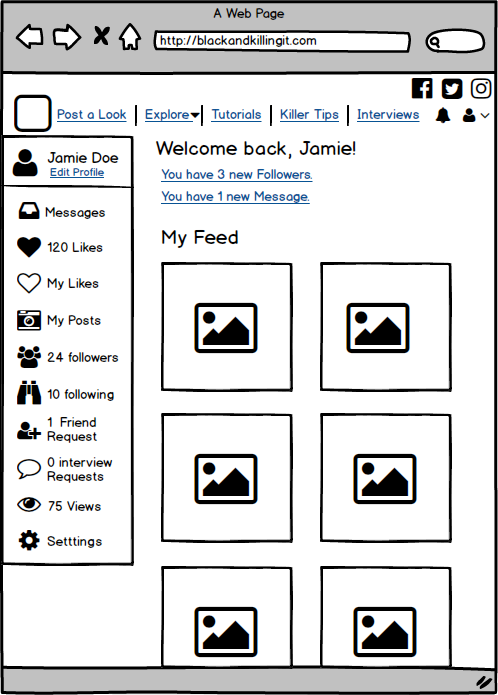 A Web Page
http://blackandkillingit.com
Post a Look
Explore
Tutorials
Killer Tips
Interviews
Jamie Doe
Edit Profile
Messages
120 Likes
My Likes
My Posts
24 followers
10 following
1 Friend
Request
0 interview
Requests
75 Views
Setttings
Welcome back, Jamie!
You have 3 new Followers.
You have 1 new Message.
My Feed